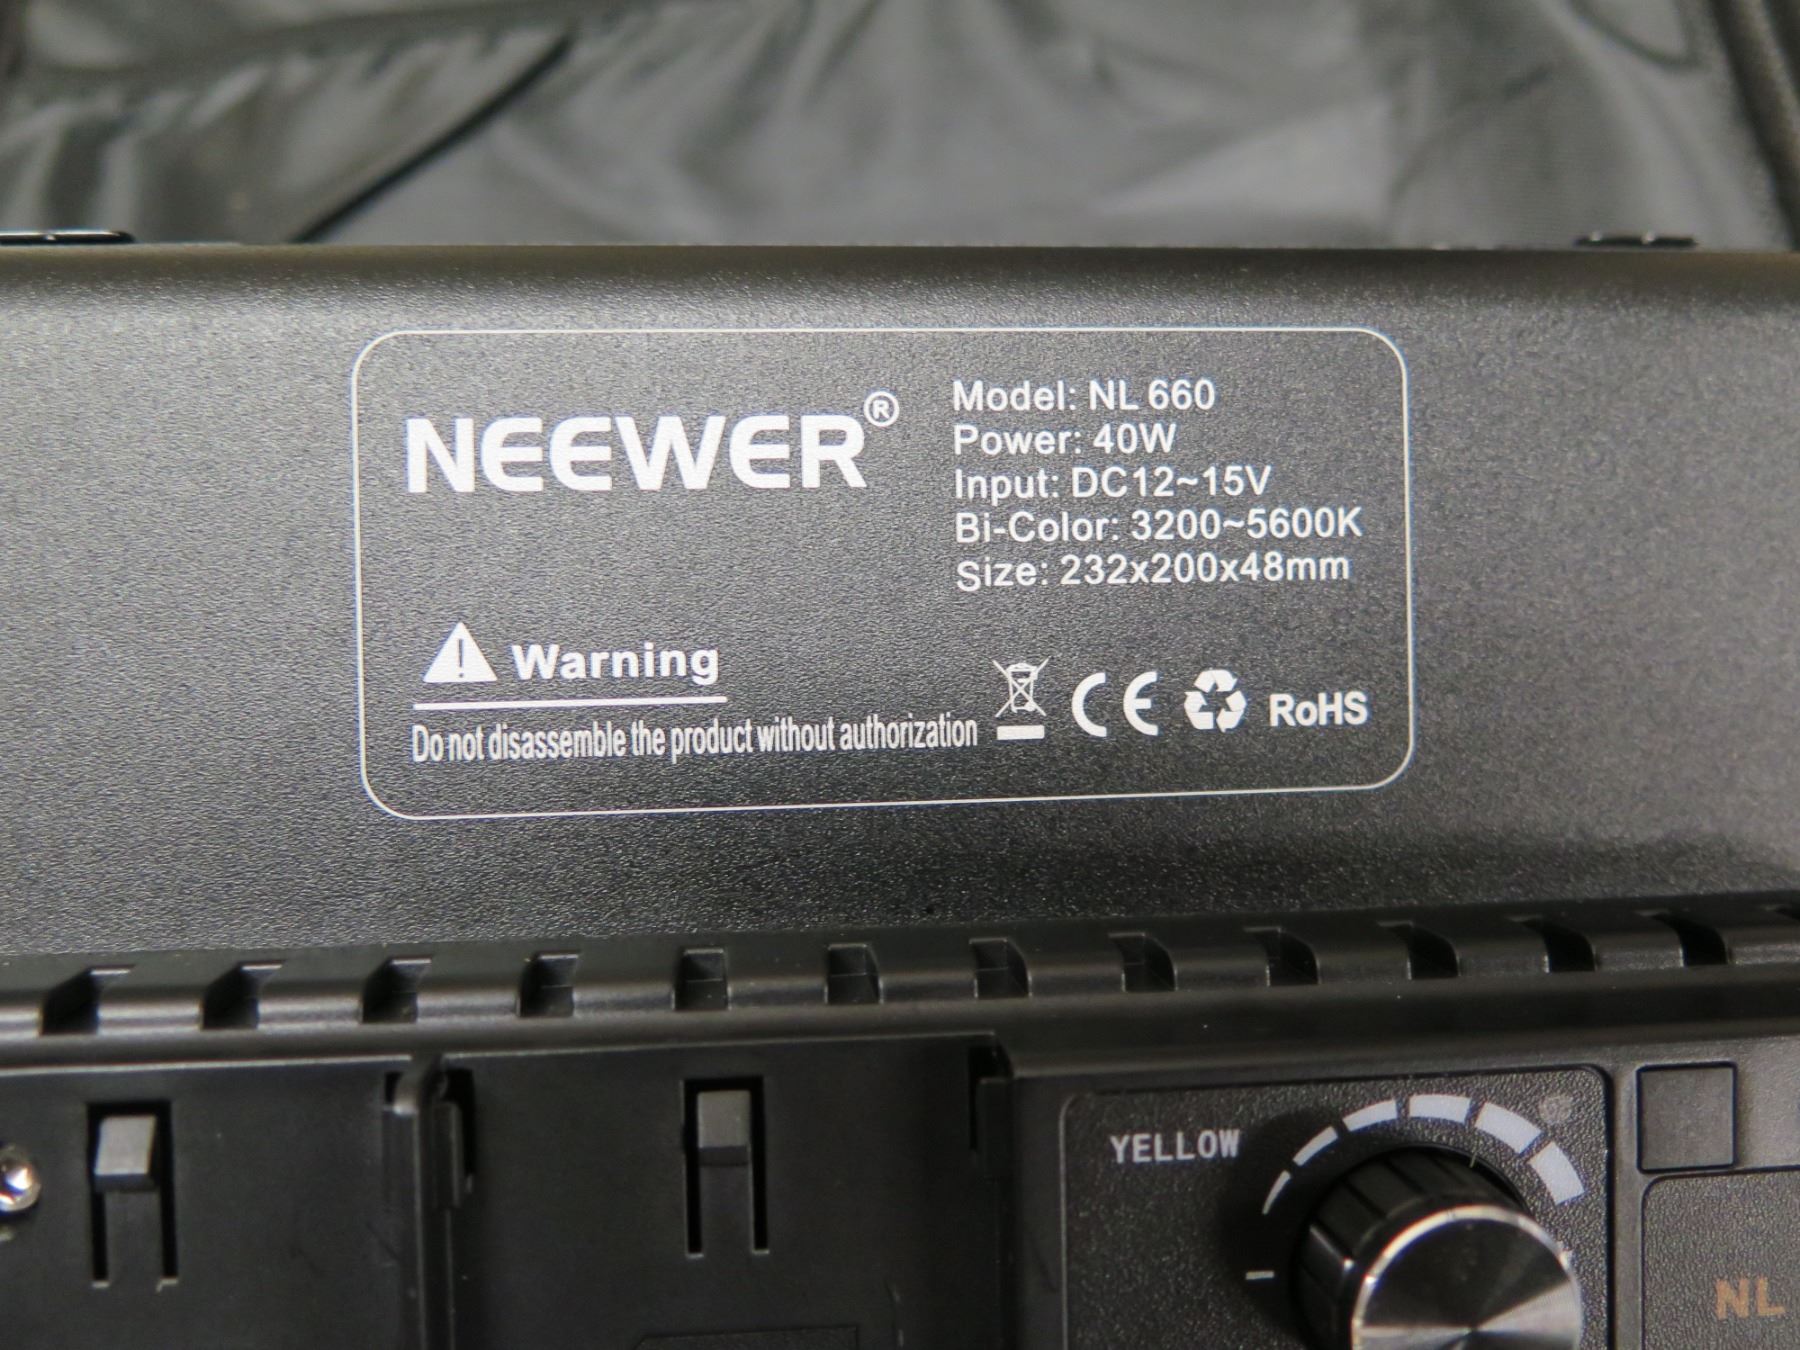 NEEWER®
Model: NL 660
Power: 40W
Input: DC12~15V
Bi-Color: 3200~5600K
Size: 232x200x48mm
Warning
Do not disassemble the product without authorization
CE
RoHS
YELLOW
NL